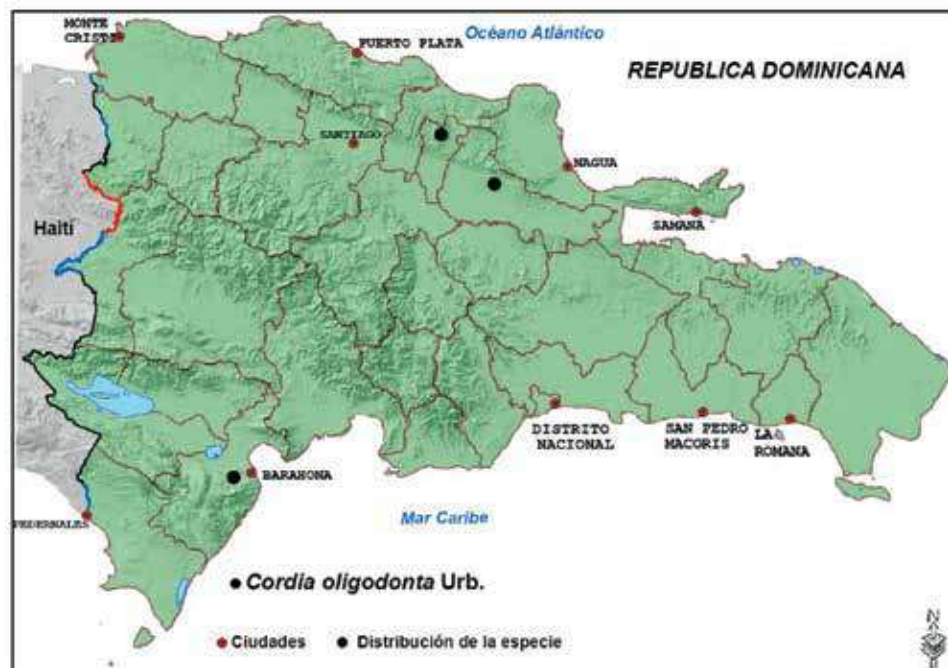 MONTE
CRISTI
PUERTO PLATA
Océano Atlántico
REPUBLICA DOMINICANA
SANTIAGO
NAGUA
SAMANA
Haití
DISTRITO
NACIONAL
SAN PEDRO
MACORIS
LA
ROMANA
BARAHONA
PEDERNALES
Mar Caribe
Cordia oligodonta Urb.
Ciudades
Distribución de la especie
N